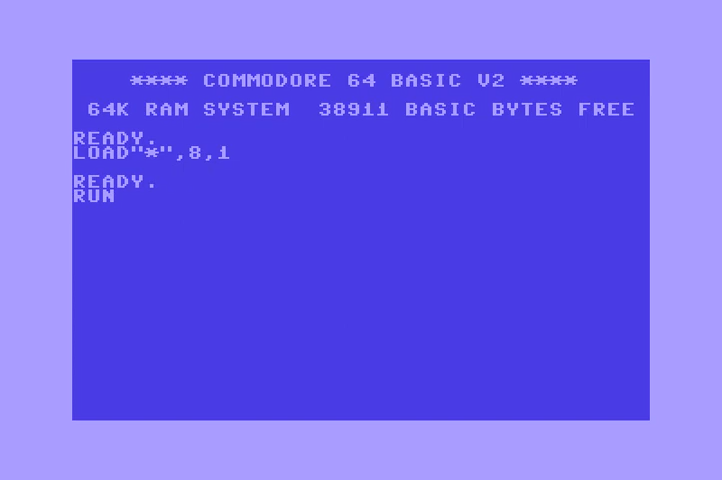 **** COMMODORE 64 BASIC V2 ****
64K RAM SYSTEM  38911 BASIC BYTES FREE
READY.
LOAD"*",8,1
READY.
RUN